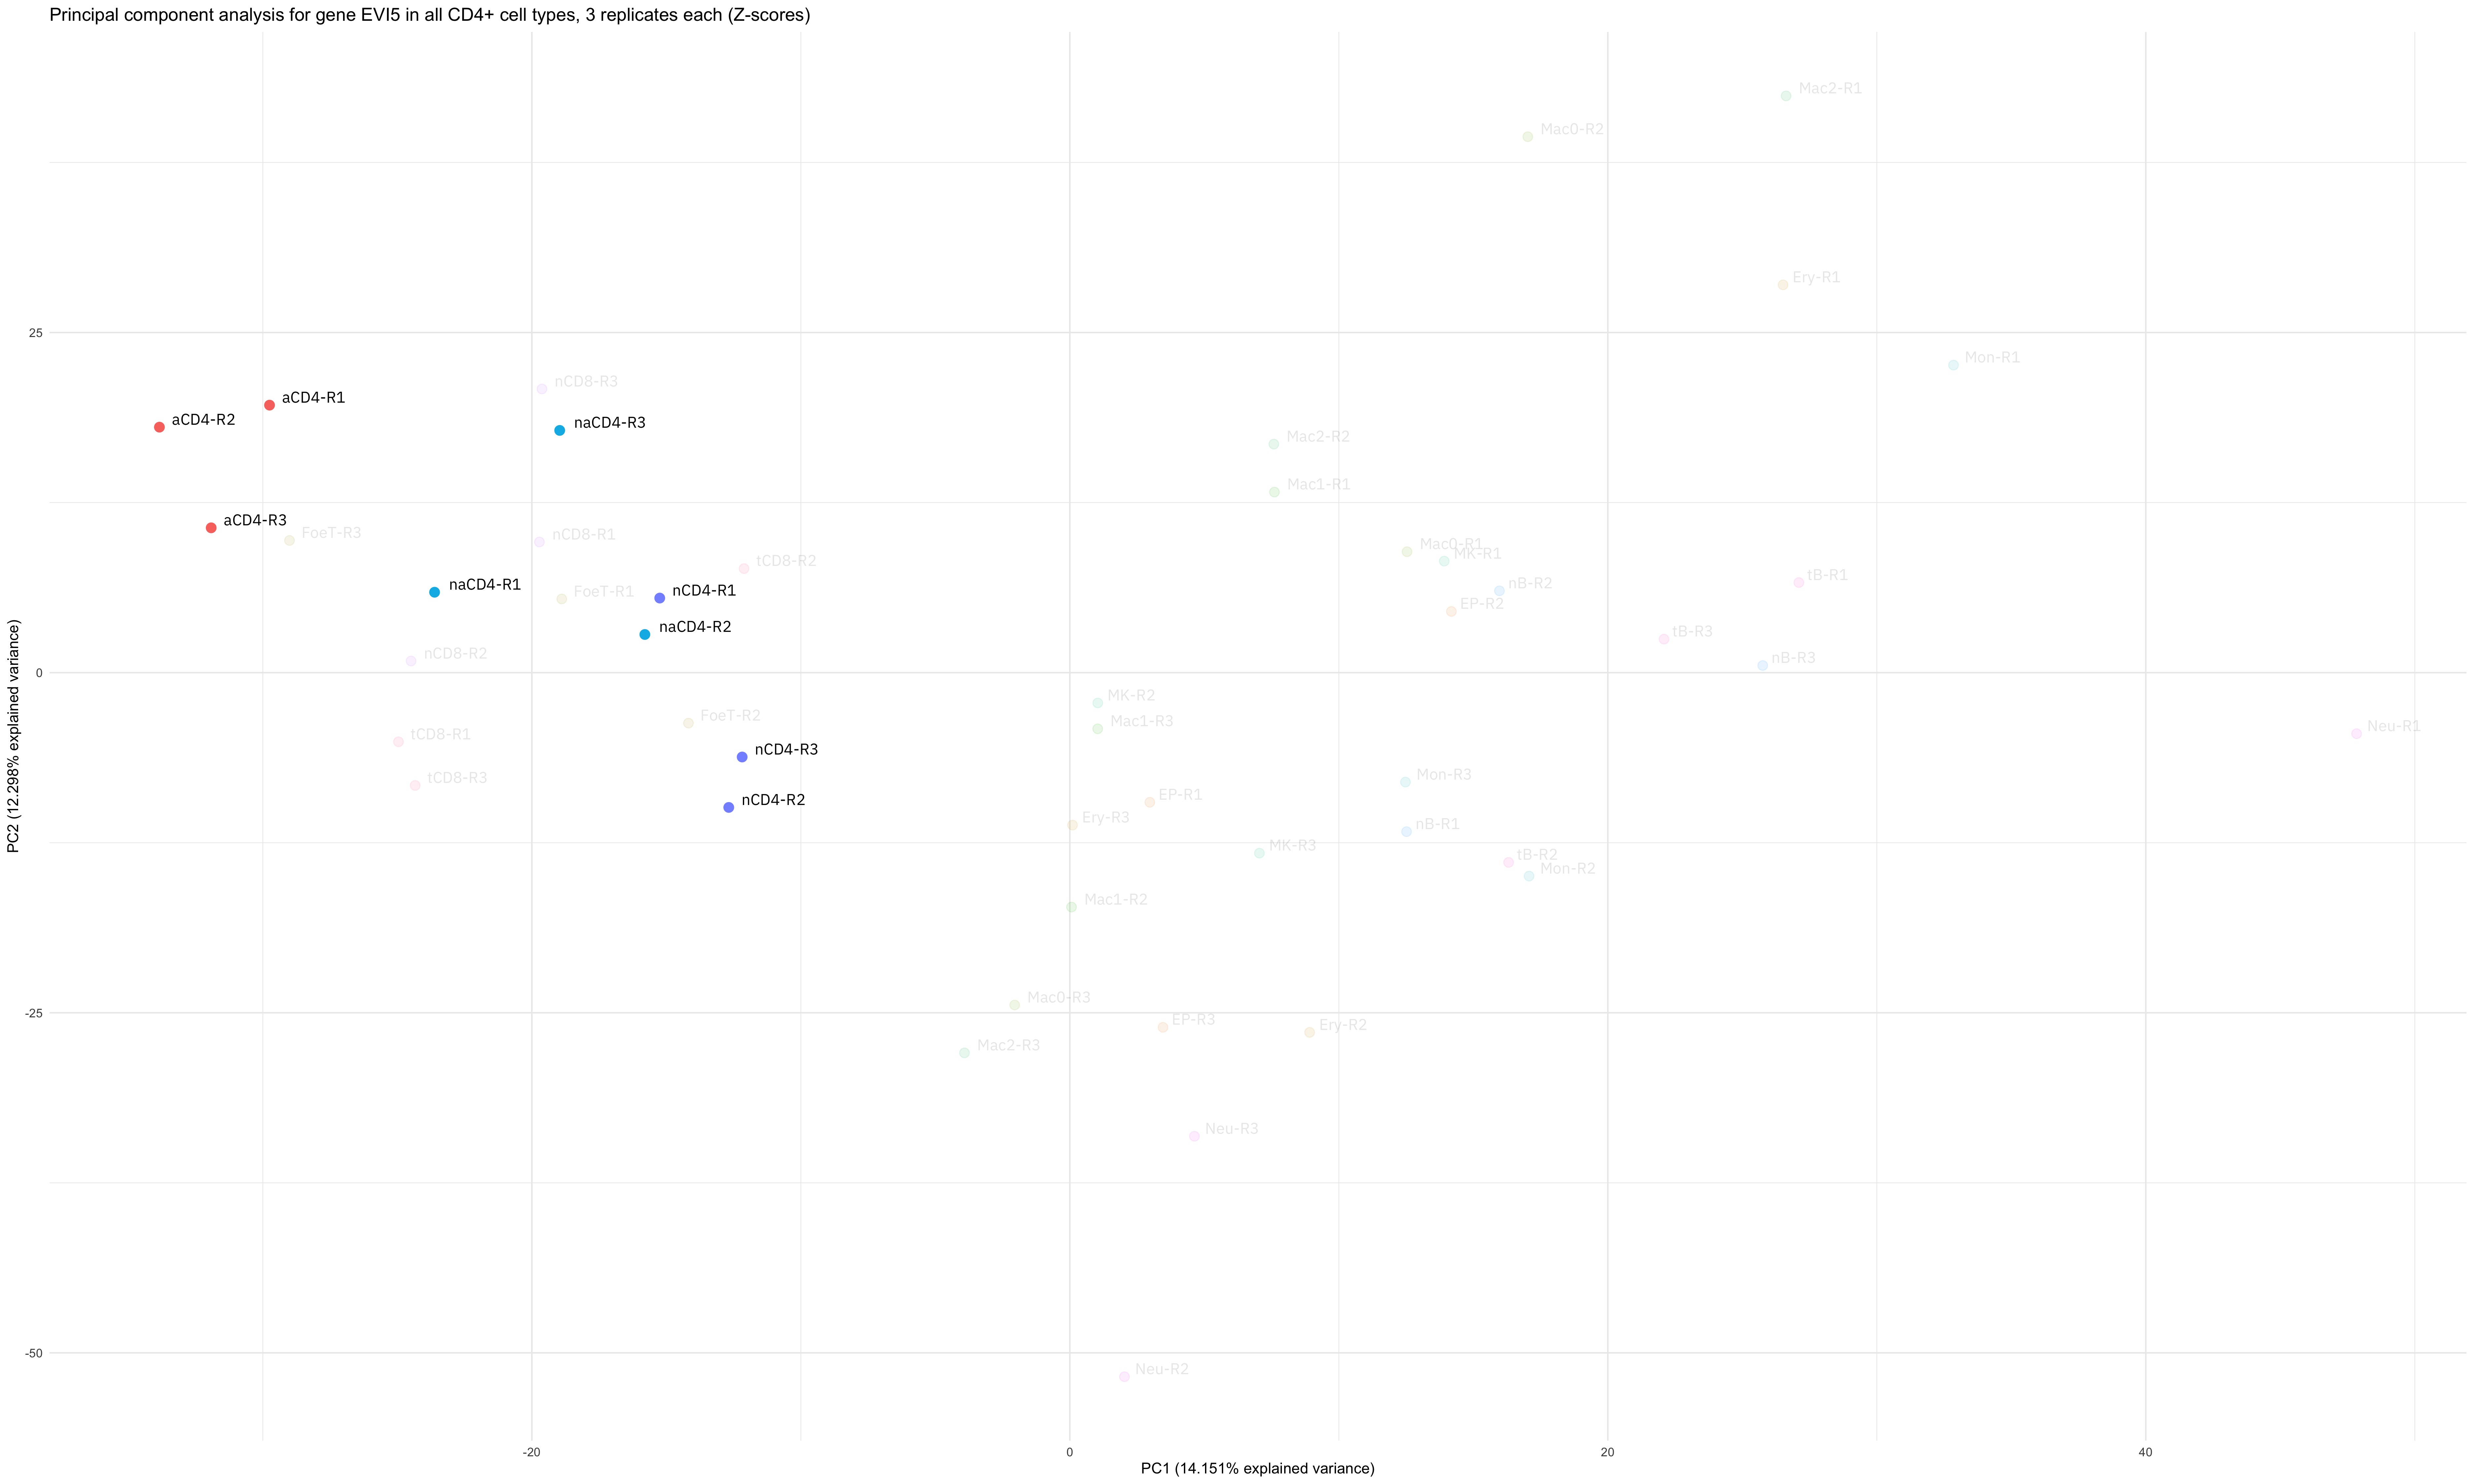 Principal component analysis for gene EVI5 in all CD4+ cell types, 3 replicates each (Z-scores)
Mac2-R1
Mac0-R2
Ery-R1
25
Mon-R1
nCD8-R3
aCD4-R1
aCD4-R2
naCD4-R3
Mac2-R2
Mac1-R1
aCD4-R3
FoeT-R3
nCD8-R1
Mac0-R1
MK-R1
tCD8-R2
tB-R1
naCD4-R1
nB-R2
FoeT-R1
nCD4-R1
EP-R2
naCD4-R2
tB-R3
nCD8-R2
nB-R3
0
MK-R2
FoeT-R2
Mac1-R3
Neu-R1
tCD8-R1
nCD4-R3
Mon-R3
tCD8-R3
EP-R1
nCD4-R2
Ery-R3
nB-R1
MK-R3
tB-R2
Mon-R2
Mac1-R2
Mac0-R3
-25
EP-R3
Ery-R2
Mac2-R3
Neu-R3
-50
Neu-R2
-20
0
20
40
PC1 (14.151% explained variance)
PC2 (12.298% explained variance)